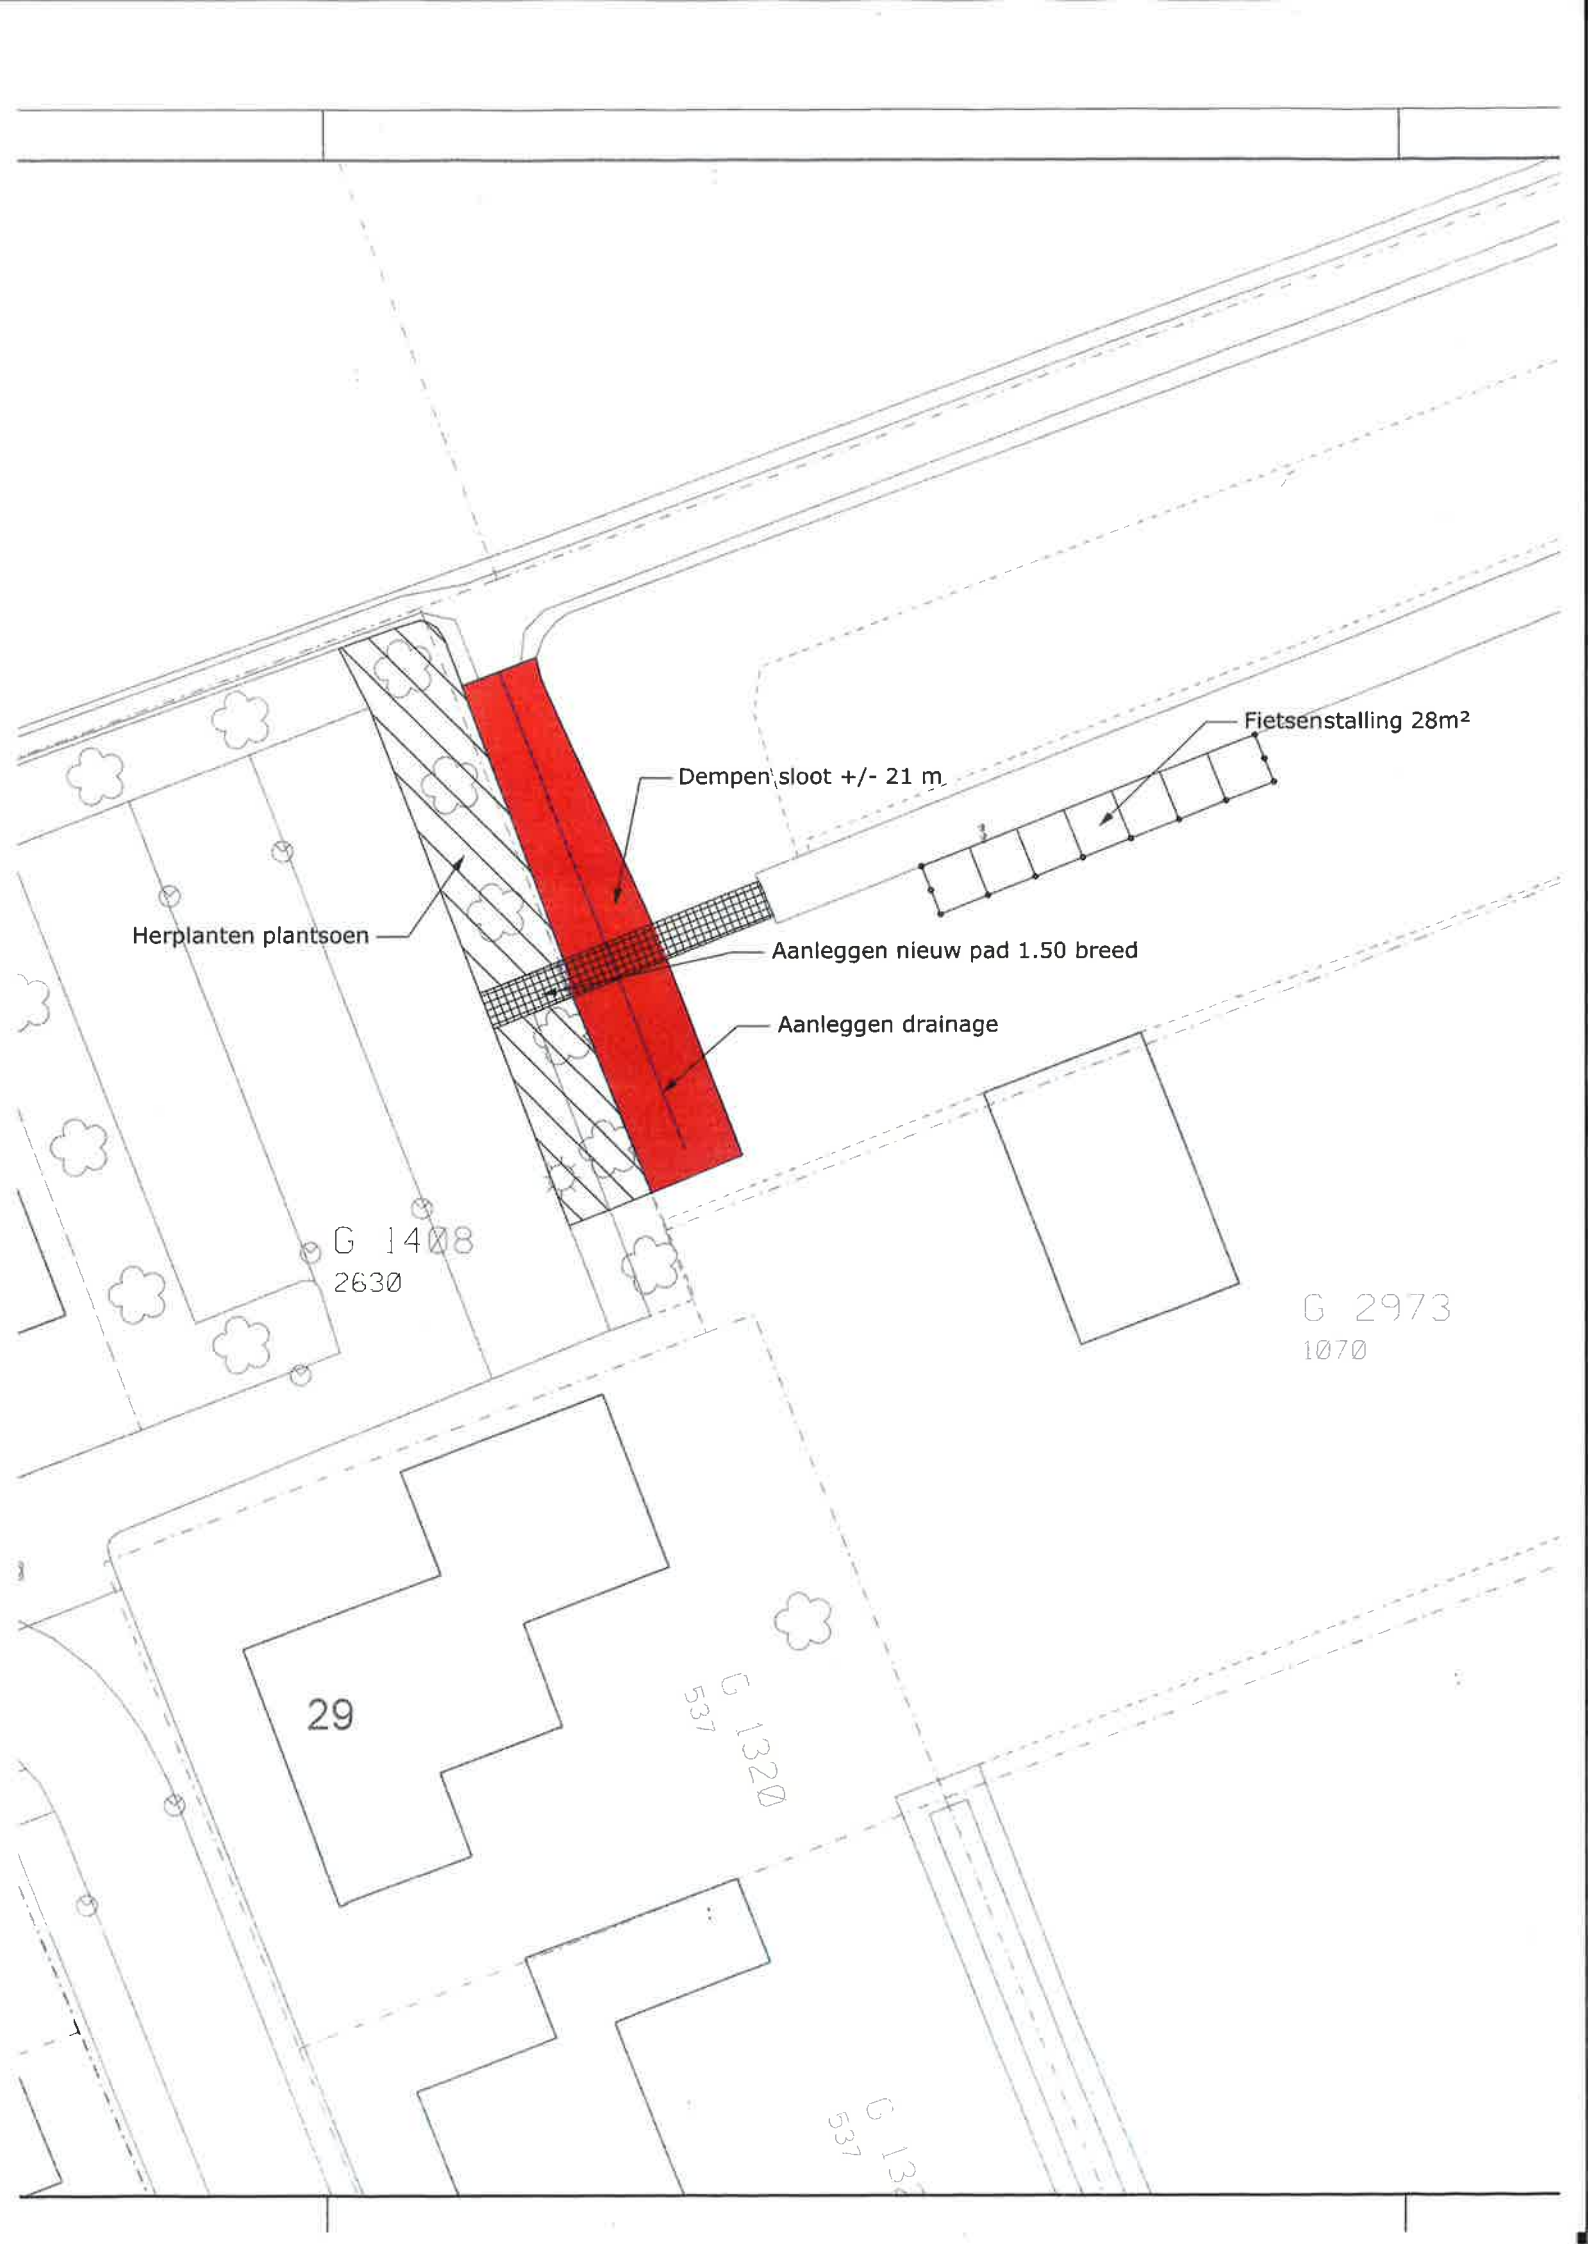 Fietsenstalling 28m²
Dempen sloot +/- 21 m
Herplanten plantsoen
Aanleggen nieuw pad 1.50 breed
Aanleggen drainage
G 1408
2630
G 2973
1070
29
G 1320
537
537